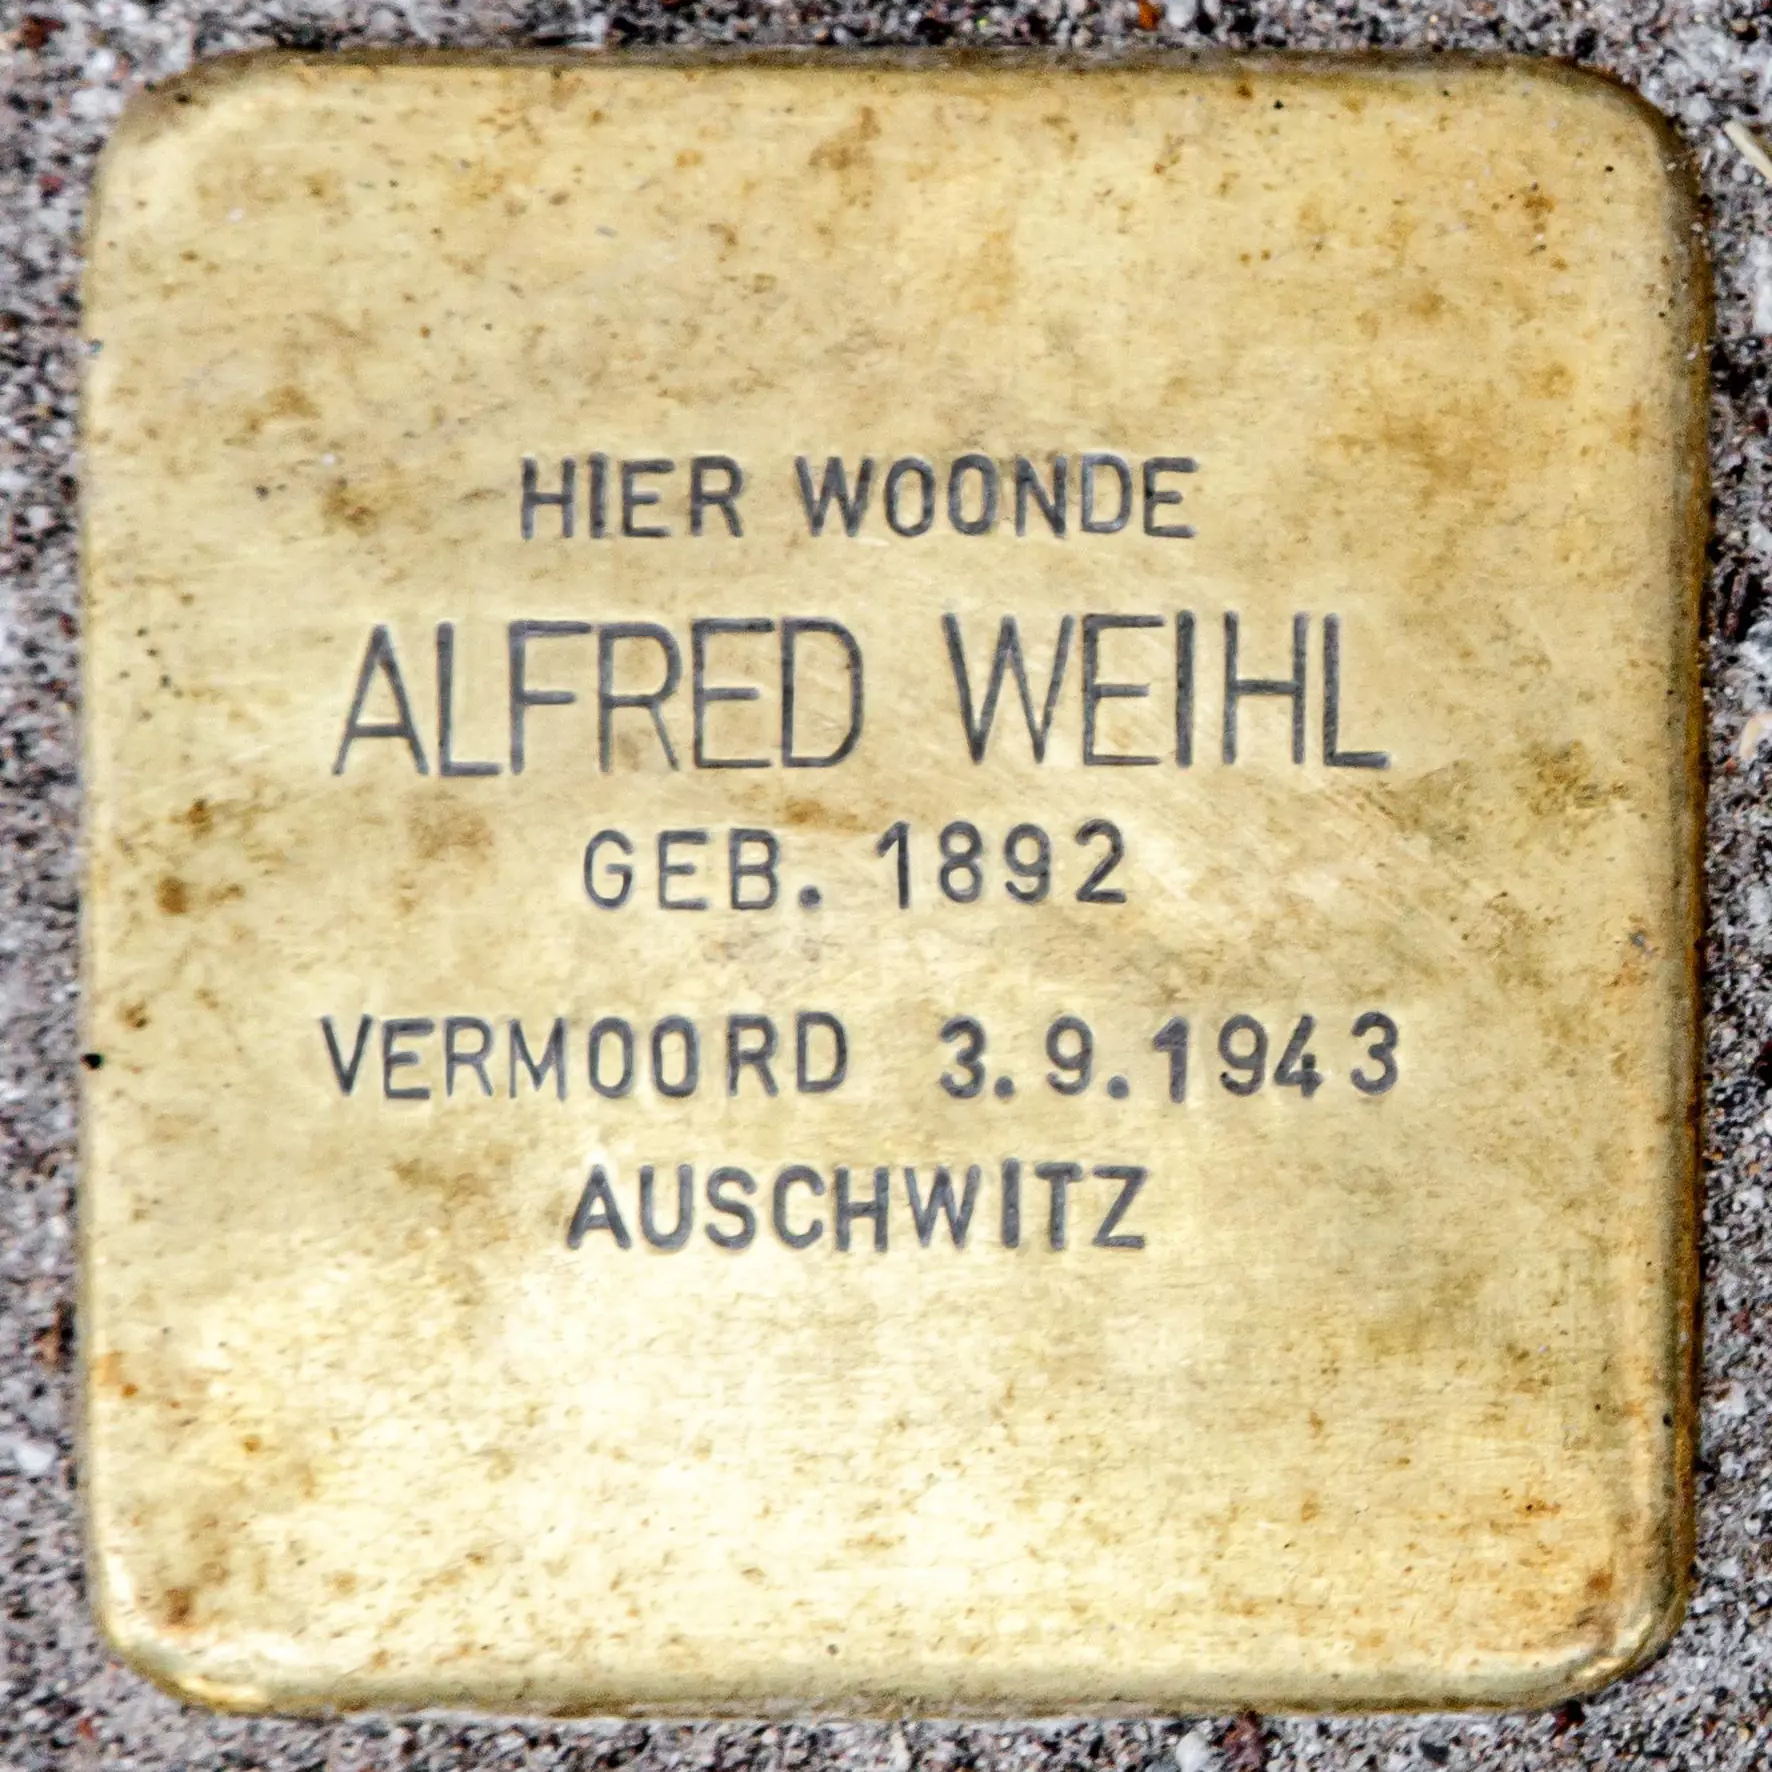 HIER WOONDE
ALFRED WEIHL
GEB. 1892
VERMOORD 3.9.1943
AUSCHWITZ